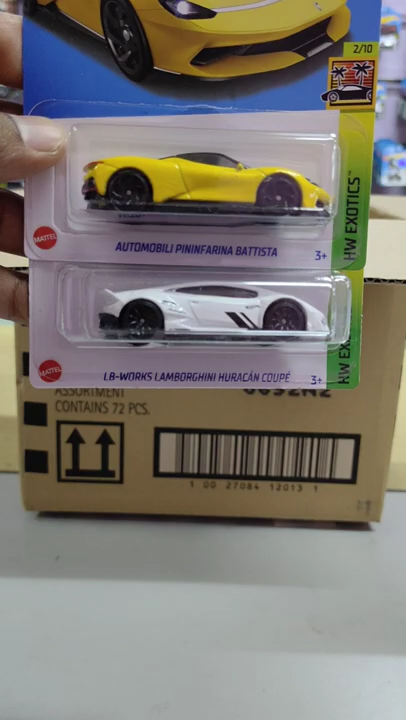 2/10
HW EXOTICS™
MATTEL
AUTOMOBILI PININFARINA BATTISTA
3+
MATTEL
LB-WORKS LAMBORGHINI HURACÁN COUPÉ
3+
HW EX
ASSORTMENT
CONTAINS 72 PCS.
1 00 27084 12013 1